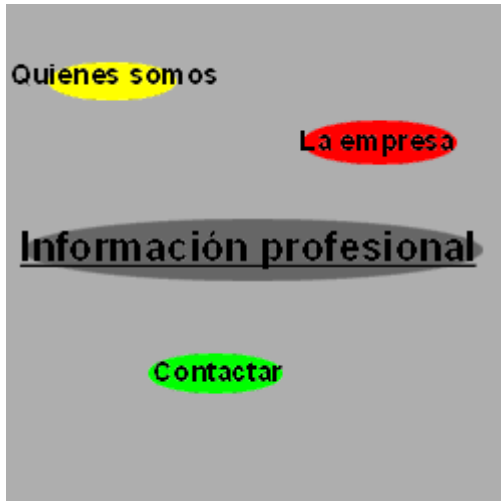 Quienes somos
La empresa
Información profesional
Contactar